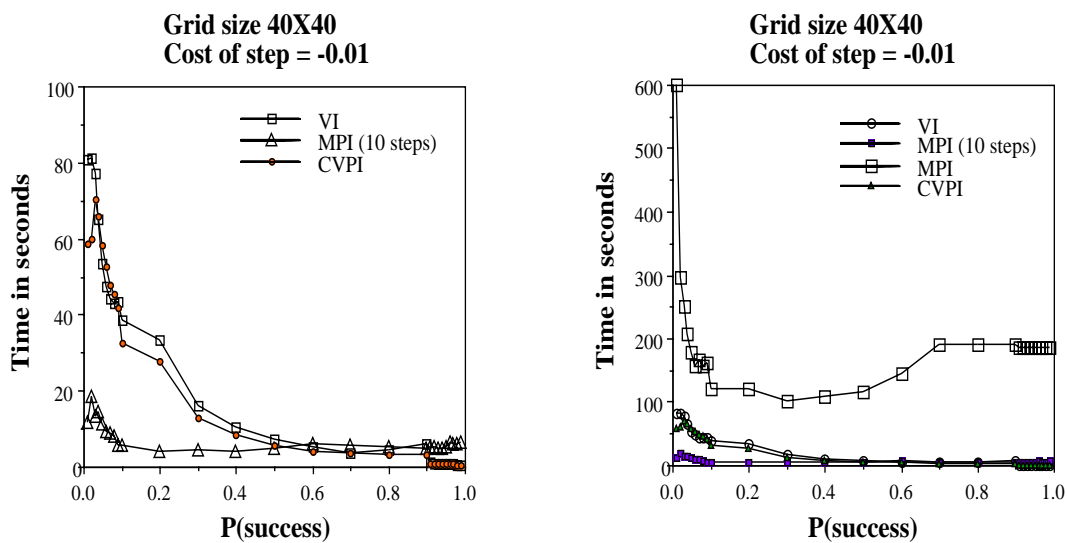 Grid size 40X40
Cost of step = -0.01
100
80
60
40
20
0
Time in seconds
VI
MPI (10 steps)
CVPI
0.0 0.2 0.4 0.6 0.8 1.0
P(success)
Grid size 40X40
Cost of step = -0.01
600
500
400
300
200
100
0
Time in seconds
VI
MPI (10 steps)
MPI
CVPI
0.0 0.2 0.4 0.6 0.8 1.0
P(success)